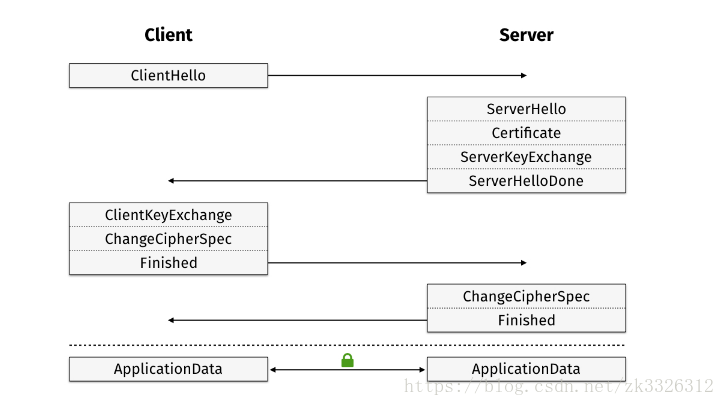 Client
Server
ClientHello
ServerHello
Certificate
ServerKeyExchange
ServerHelloDone
ClientKeyExchange
ChangeCipherSpec
Finished
ChangeCipherSpec
Finished
ApplicationData
ApplicationData
https://blog.csdn.net/zk3326312